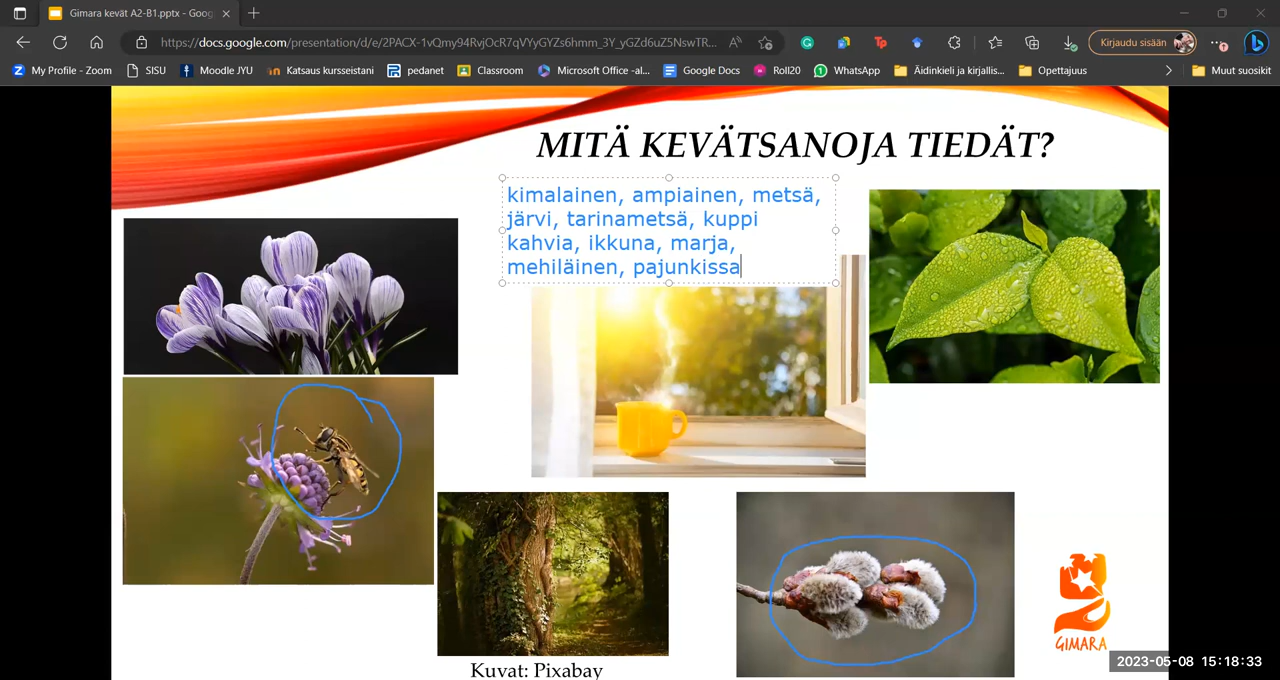 Gimara kevät A2-B1.pptx - Goog
https://docs.google.com/presentation/d/e/2PACX-1vQmy94RvjOcR7qVYyGYZs6hmm_3Y_yGZd6uZ5NswTR...
Kirjaudu sisään
My Profile - Zoom
SISU
Moodle JYU
Katsaus kursseistani
pedanet
Classroom
Microsoft Office -al...
Google Docs
Roll20
WhatsApp
Äidinkieli ja kirjallis...
Opettajuus
Muut suosikit
MITÄ KEVÄTSANOJA TIEDÄT?
kimalainen, ampiainen, metsä,
järvi, tarinametsä, kuppi
kahvia, ikkuna, marja,
mehiläinen, pajunkissa
GIMARA
Kuvat: Pixabay
2023-05-08 15:18:33